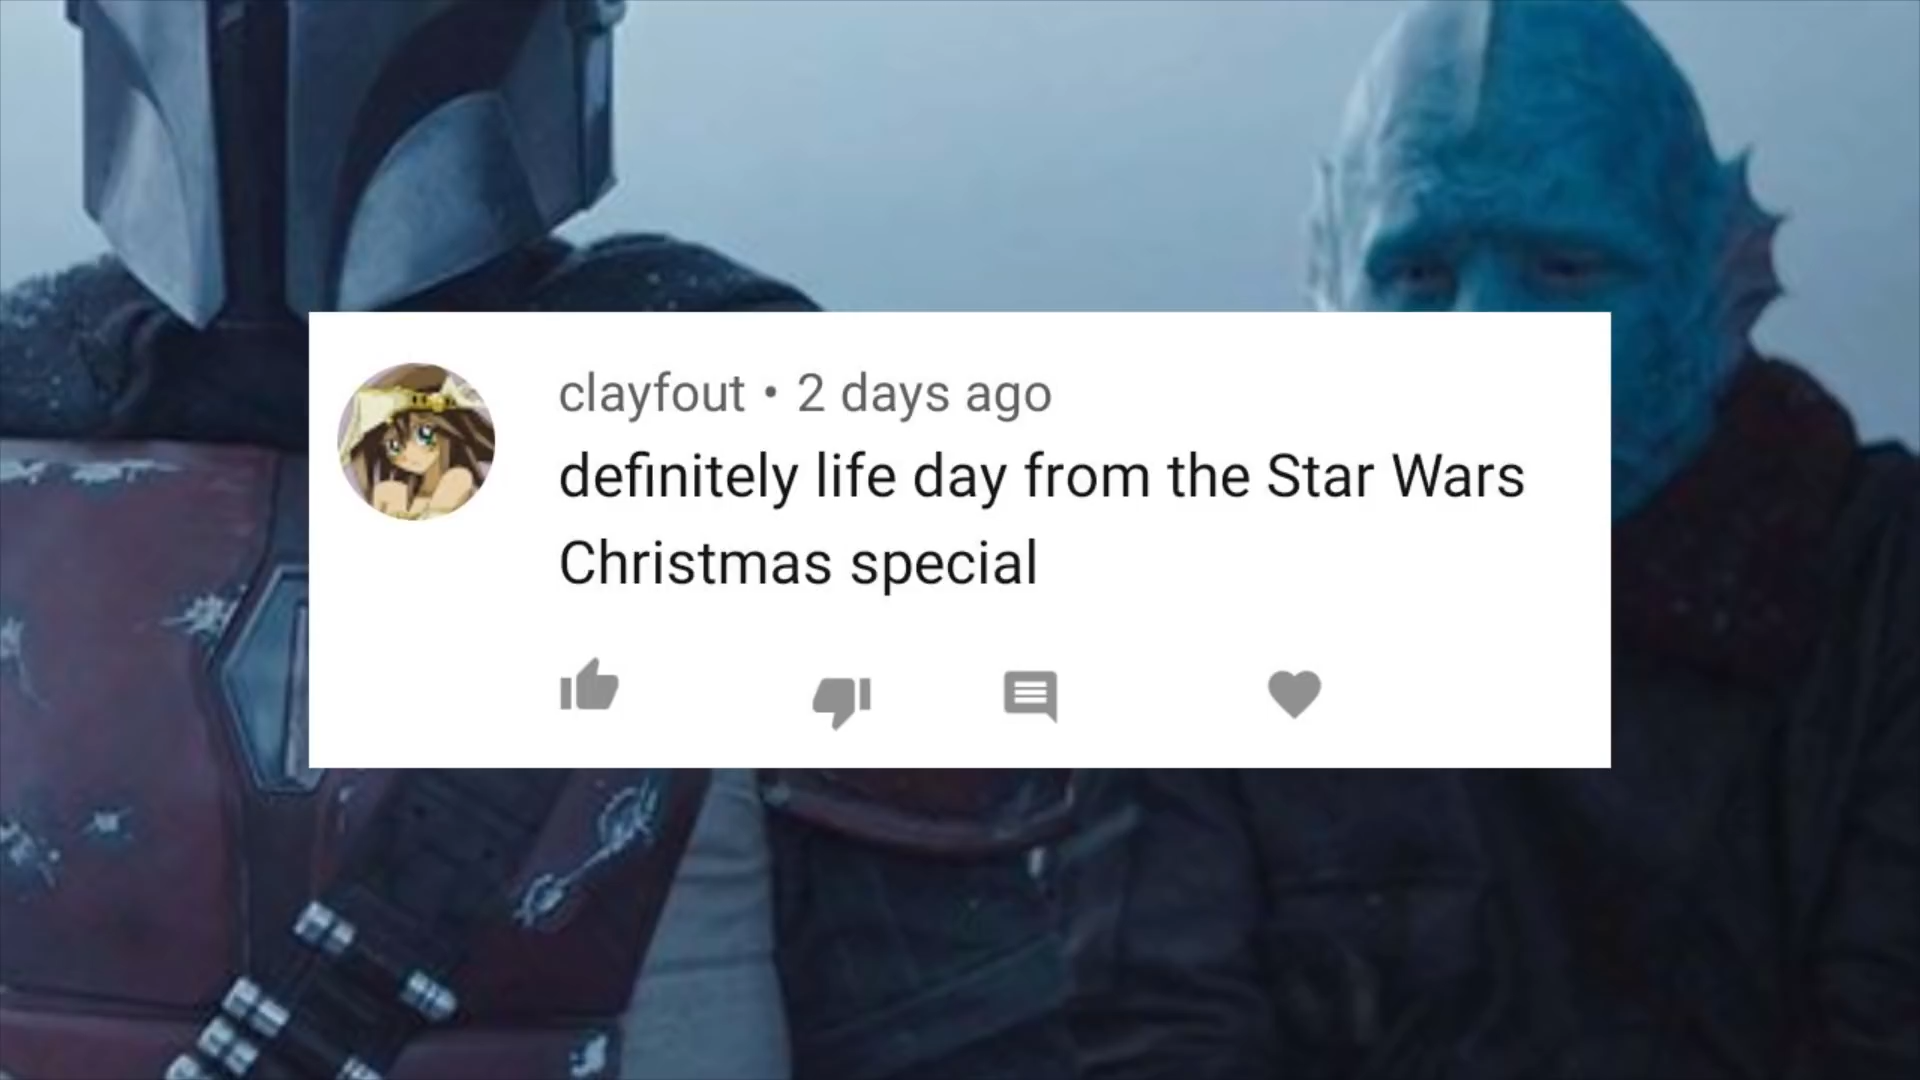 clayfout • 2 days ago
definitely life day from the Star Wars
Christmas special